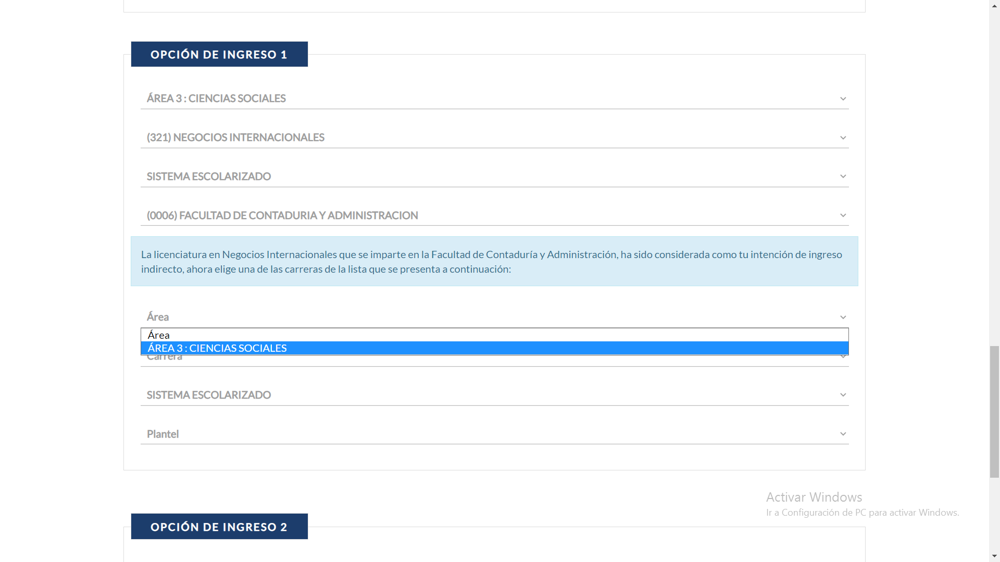 OPCIÓN DE INGRESO 1
ÁREA 3 : CIENCIAS SOCIALES
(321) NEGOCIOS INTERNACIONALES
SISTEMA ESCOLARIZADO
(0006) FACULTAD DE CONTADURIA Y ADMINISTRACION
La licenciatura en Negocios Internacionales que se imparte en la Facultad de Contaduría y Administración, ha sido considerada como tu intención de ingreso
indirecto, ahora elige una de las carreras de la lista que se presenta a continuación:
Área
Área
ÁREA 3 : CIENCIAS SOCIALES
Carrera
SISTEMA ESCOLARIZADO
Plantel
Activar Windows
Ir a Configuración de PC para activar Windows.
OPCIÓN DE INGRESO 2